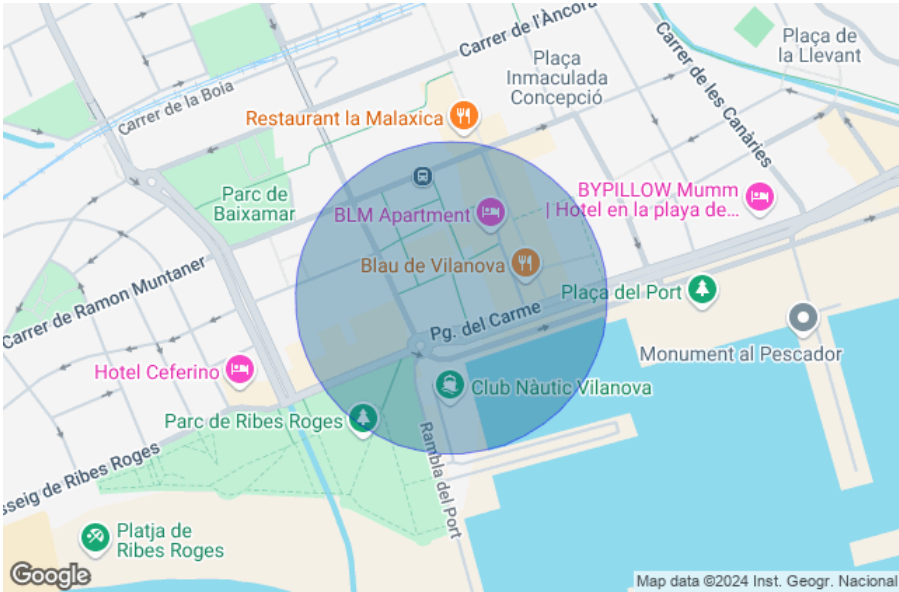 Carrer de l'Àncora
Plaça de
la Llevant
Plaça
Inmaculada
Concepció
Carrer de les Canàries
Carrer de la Boia
Restaurant la Malaxica
Parc de
Baixamar
BLM Apartment
BYPILLOW Mumm
| Hotel en la playa de...
Blau de Vilanova
Carrer de Ramon Muntaner
Plaça del Port
Pg. del Carme
Monument al Pescador
Hotel Ceferino
Club Nàutic Vilanova
Parc de Ribes Roges
Rambla del Port
sseig de Ribes Roges
Platja de
Ribes Roges
Google
Map data ©2024 Inst. Geogr. Nacional